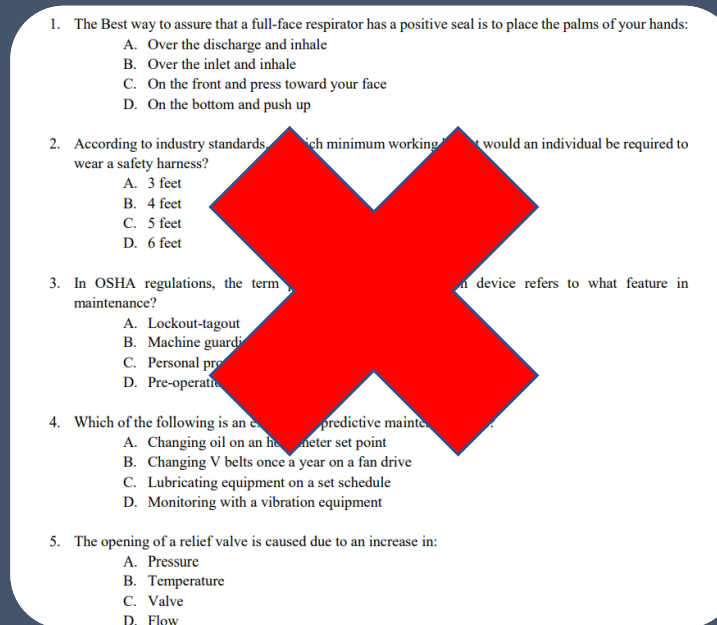 1. The Best way to assure that a full-face respirator has a positive seal is to place the palms of your hands:
A. Over the discharge and inhale
B. Over the inlet and inhale
C. On the front and press toward your face
D. On the bottom and push up
2. According to industry standards, minimum working would an individual be required to
wear a safety harness?
A. 3 feet
B. 4 feet
C. 5 feet
D. 6 feet
3. In OSHA regulations, the term device refers to what feature in
maintenance?
A. Lockout-tagout
B. Machine
C. Personal
D.
4. Which of the following is an predictive
A. Changing oil on an set point
B. Changing V belts once a year on a fan drive
C. Lubricating equipment on a set schedule
D. Monitoring with a vibration equipment
5. The opening of a relief valve is caused due to an increase in:
A. Pressure
B. Temperature
C. Valve
D. Flow